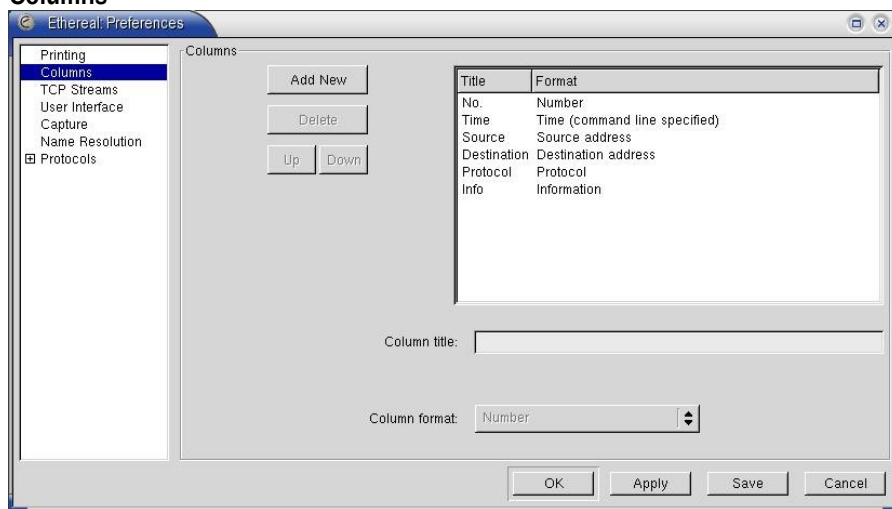 Columns
Ethereal: Preferences
Printing
Columns
TCP Streams
User Interface
Capture
Name Resolution
Protocols
Columns
Add New
Delete
Up Down
Title Format
No. Number
Time Time (command line specified)
Source Source address
Destination Destination address
Protocol Protocol
Info Information
Column title:
Column format: Number
OK Apply Save Cancel